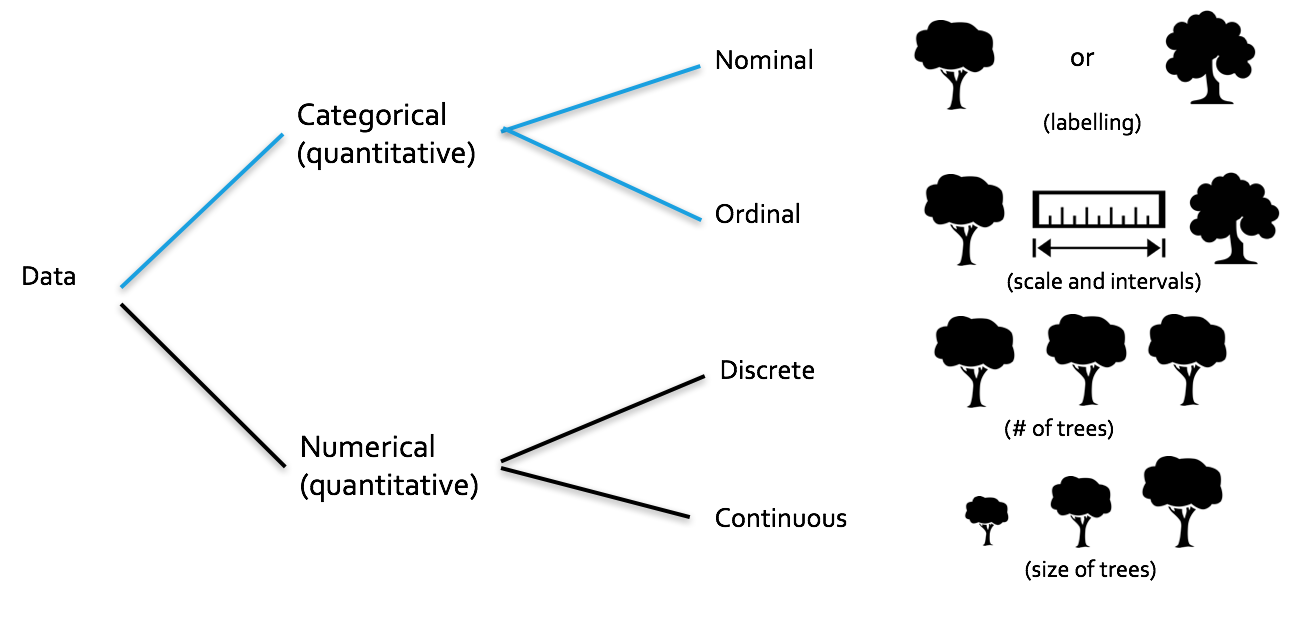 Nominal
or
(labelling)
Categorical
(quantitative)
Ordinal
(scale and intervals)
Data
Discrete
(# of trees)
Numerical
(quantitative)
Continuous
(size of trees)